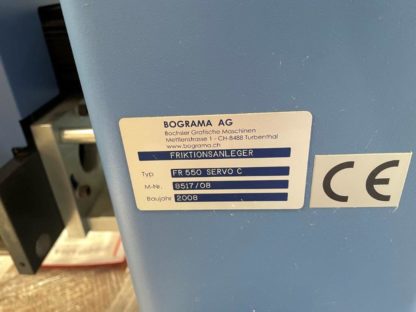 BOGRAMA AG
Bochsler Grafische Maschinen
Mettlenstrasse 1 - CH-8488 Turbenthal
www.bograma.ch
FRIKTIONSANLEGER
Typ FR 550 SERVO C
M-Nr. 8517/08
Baujahr 2008
CE